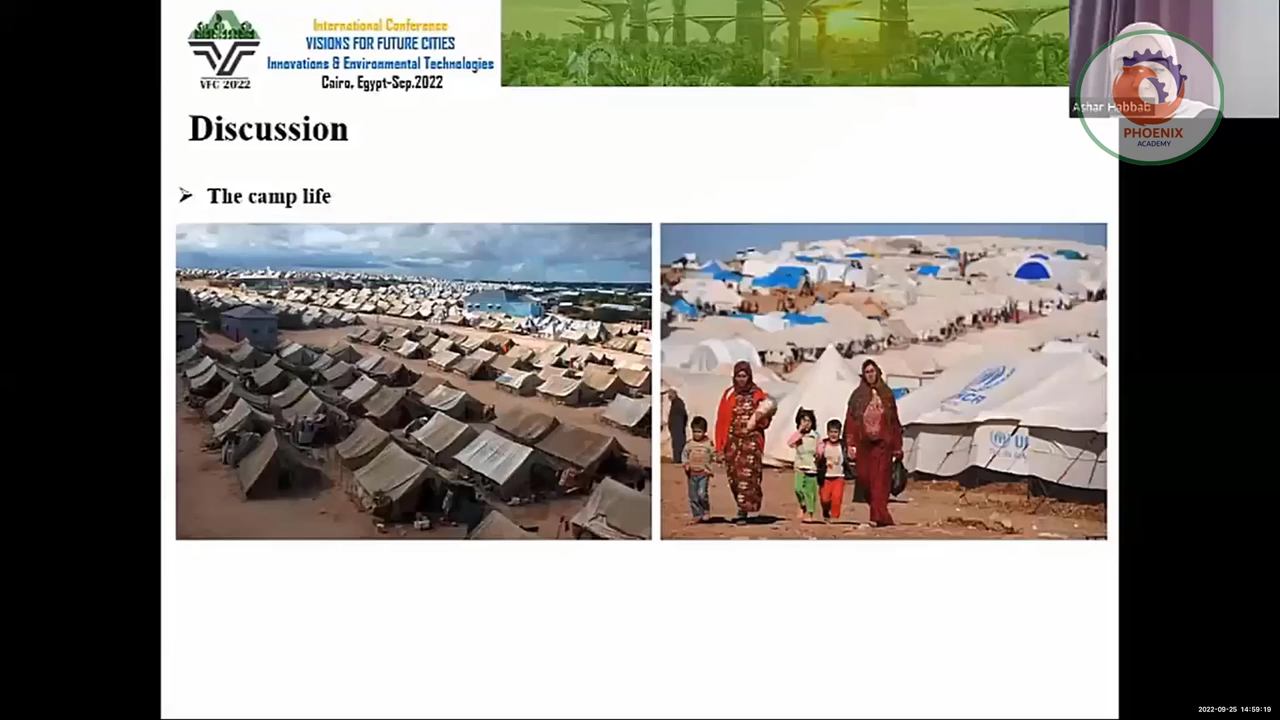 International Conference
VISIONS FOR FUTURE CITIES
Innovations & Environmental Technologies
Cairo, Egypt-Sep.2022
VFC 2022
Ashar Habbab
PHOENIX
ACADEMY
Discussion
➢ The camp life
2022-09-25 14:59:19